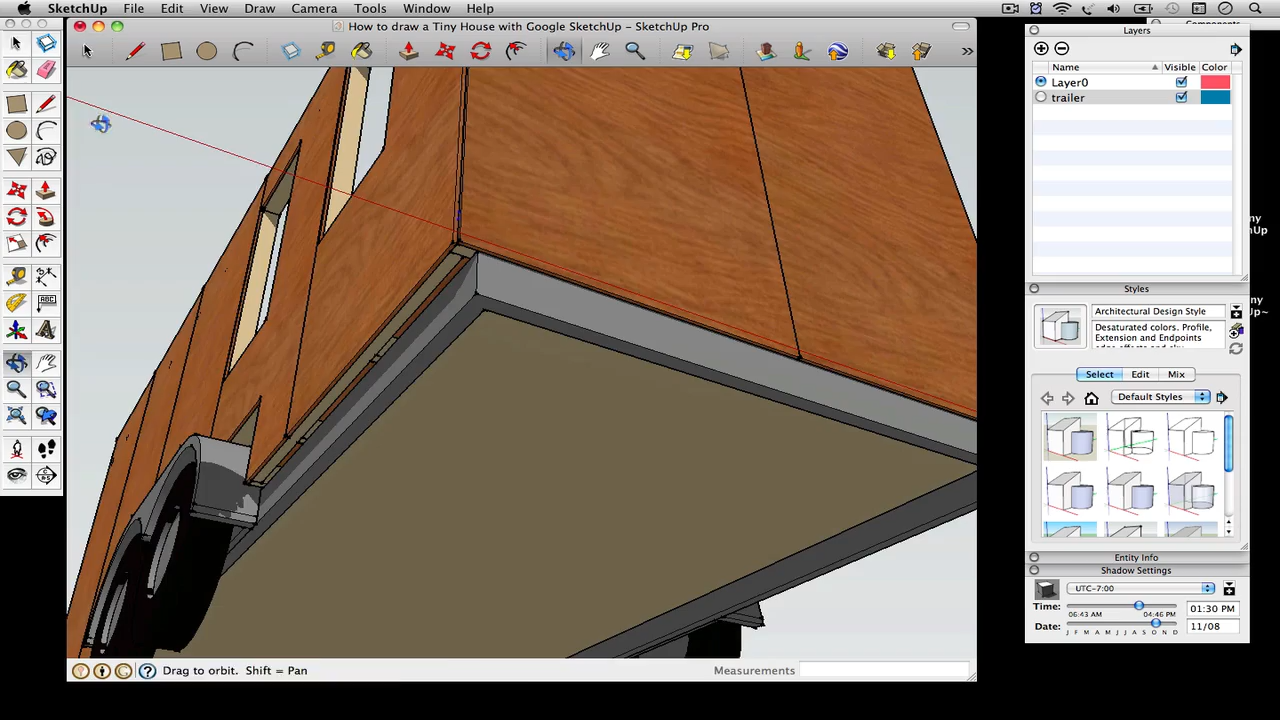 SketchUp File Edit View Camera Draw Tools Window Help
How to draw a Tiny House with Google SketchUp – SketchUp Pro
Layers
Name Visible Color
Layer0
trailer
Styles
Architectural Design Style
Desaturated colors. Profile,
Extension and Endpoints
Select Edit Mix
Default Styles
Entity Info
Shadow Settings
UTC-7:00
Time: 06:43 AM 04:46 PM 01:30 PM
Date: J F M A M J J A S O N D 11/08
Drag to orbit. Shift = Pan
Measurements